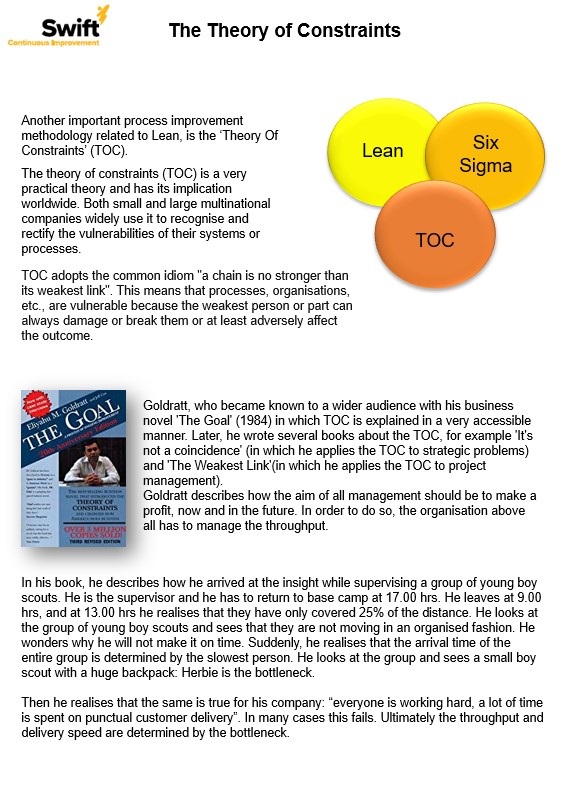 Swift
Continuous Improvement
The Theory of Constraints
Another important process improvement
methodology related to Lean, is the ‘Theory Of
Constraints’ (TOC).
The theory of constraints (TOC) is a very
practical theory and has its implication
worldwide. Both small and large multinational
companies widely use it to recognise and
rectify the vulnerabilities of their systems or
processes.
TOC adopts the common idiom "a chain is no stronger than
its weakest link". This means that processes, organisations,
etc., are vulnerable because the weakest person or part can
always damage or break them or at least adversely affect
the outcome.
Lean
Six
Sigma
TOC
Eliyahu M. Goldratt
THE GOAL
20th Anniversary Edition
THE BESTSELLING BUSINESS
NOVEL THAT INTRODUCED THE
THEORY OF
CONSTRAINTS
AND CHANGED HOW
AMERICA DOES BUSINESS
OVER 3 MILLION
COPIES SOLD!
THIRD REVISED EDITION
Goldratt, who became known to a wider audience with his business
novel 'The Goal' (1984) in which TOC is explained in a very accessible
manner. Later, he wrote several books about the TOC, for example 'It's
not a coincidence' (in which he applies the TOC to strategic problems)
and 'The Weakest Link'(in which he applies the TOC to project
management).
Goldratt describes how the aim of all management should be to make a
profit, now and in the future. In order to do so, the organisation above
all has to manage the throughput.
In his book, he describes how he arrived at the insight while supervising a group of young boy
scouts. He is the supervisor and he has to return to base camp at 17.00 hrs. He leaves at 9.00
hrs, and at 13.00 hrs he realises that they have only covered 25% of the distance. He looks at
the group of young boy scouts and sees that they are not moving in an organised fashion. He
wonders why he will not make it on time. Suddenly, he realises that the arrival time of the
entire group is determined by the slowest person. He looks at the group and sees a small boy
scout with a huge backpack: Herbie is the bottleneck.
Then he realises that the same is true for his company: “everyone is working hard, a lot of time
is spent on punctual customer delivery”. In many cases this fails. Ultimately the throughput and
delivery speed are determined by the bottleneck.